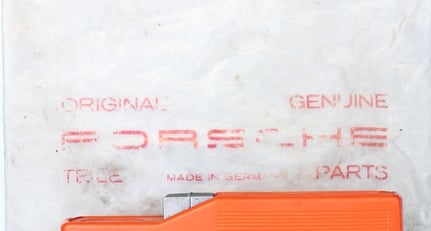 ORIGINAL GENUINE
PORSCHE
TEILE MADE IN GERMANY PARTS